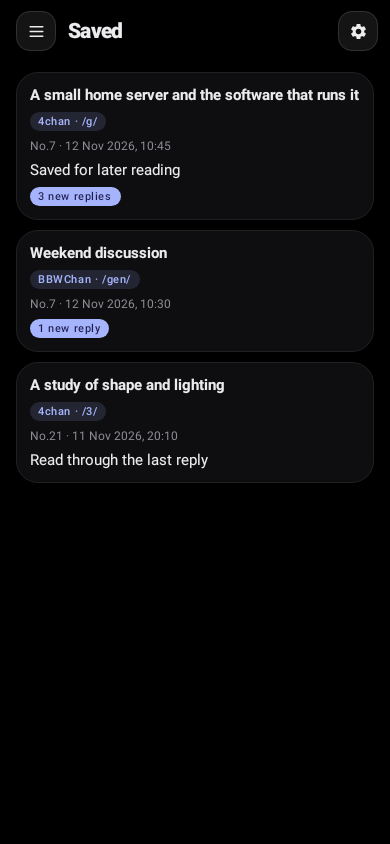 Saved
A small home server and the software that runs it
4chan · /g/
No.7 · 12 Nov 2026, 10:45
Saved for later reading
3 new replies
Weekend discussion
BBWChan · /gen/
No.7 · 12 Nov 2026, 10:30
1 new reply
A study of shape and lighting
4chan · /3/
No.21 · 11 Nov 2026, 20:10
Read through the last reply